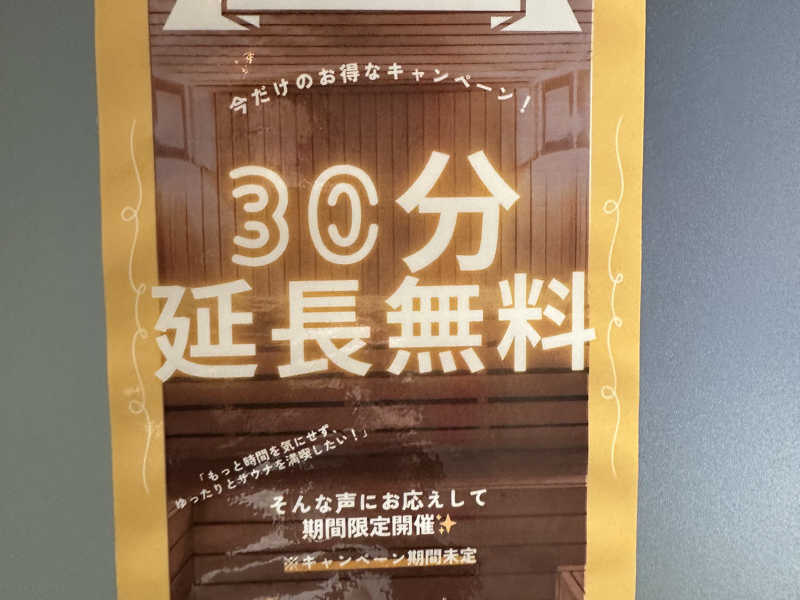 今だけのお得なキャンペーン!
30分
延長無料
「もっと時間を気にせず、
ゆったりとサウナを満喫したい!」
そんな声にお応えして
期間限定開催✨
※キャンペーン期間未定